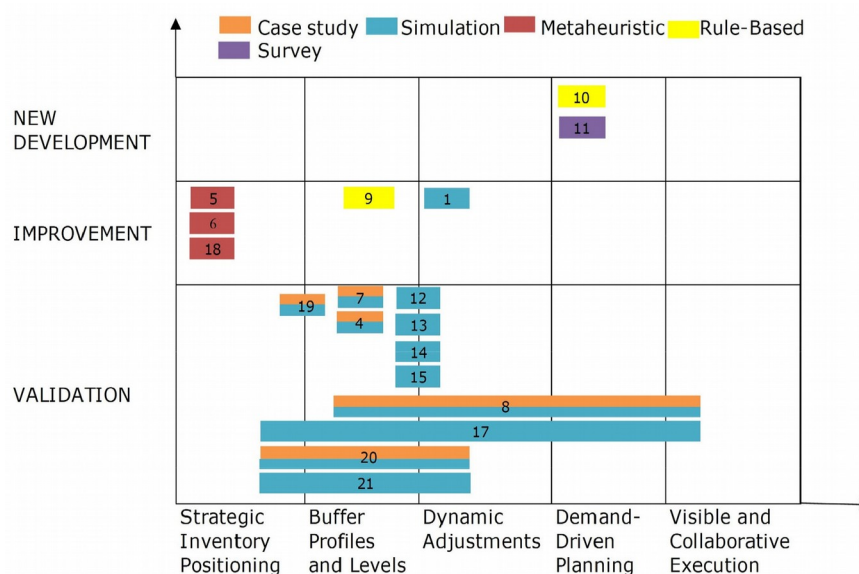 Case study Simulation Metaheuristic Rule-Based
Survey
NEW
DEVELOPMENT
10
11
IMPROVEMENT
5 9 1
6
18
VALIDATION
19 7 12
4 13
14
15
8
17
20
21
Strategic
Inventory
Positioning
Buffer
Profiles
and Levels
Dynamic
Adjustments
Demand-
Driven
Planning
Visible and
Collaborative
Execution